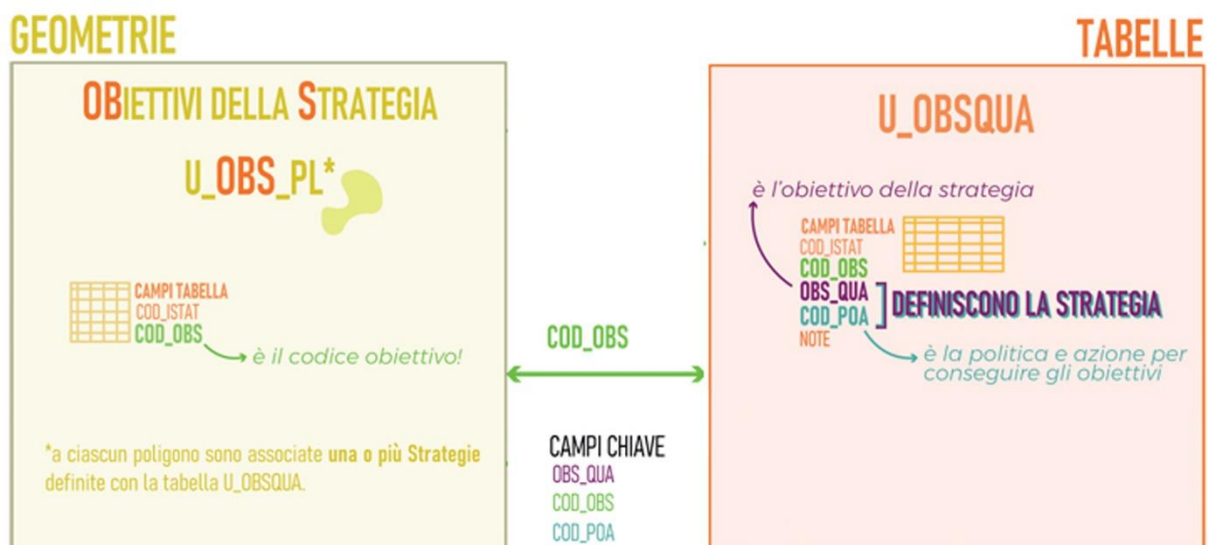 GEOMETRIE
OBIETTIVI DELLA STRATEGIA
U_OBS_PL*
CAMPI TABELLA
COD_ISTAT
COD_OBS
è il codice obiettivo!
*a ciascun poligono sono associate una o più Strategie
definite con la tabella U_OBSQUA.
COD_OBS
CAMPI CHIAVE
OBS_QUA
COD_OBS
COD_POA
TABELLE
U_OBSQUA
è l'obiettivo della strategia
CAMPI TABELLA
COD_ISTAT
COD_OBS
OBS_QUA
COD_POA
NOTE
DEFINISCONO LA STRATEGIA
è la politica e azione per
conseguire gli obiettivi